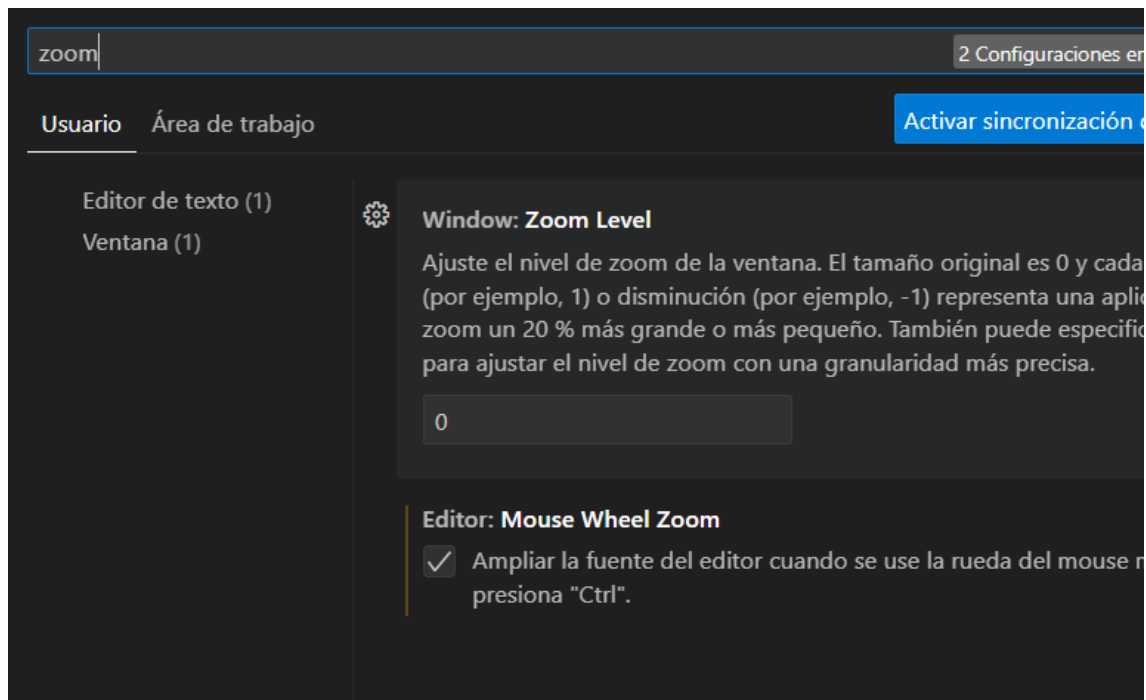 zoom
2 Configuraciones
Usuario Área de trabajo
Activar sincronización
Editor de texto (1)
Ventana (1)
Window: Zoom Level
Ajuste el nivel de zoom de la ventana. El tamaño original es 0 y cada
(por ejemplo, 1) o disminución (por ejemplo, -1) representa una
zoom un 20 % más grande o más pequeño. También puede
para ajustar el nivel de zoom con una granularidad más precisa.
0
Editor: Mouse Wheel Zoom
Ampliar la fuente del editor cuando se use la rueda del mouse
presiona "Ctrl".